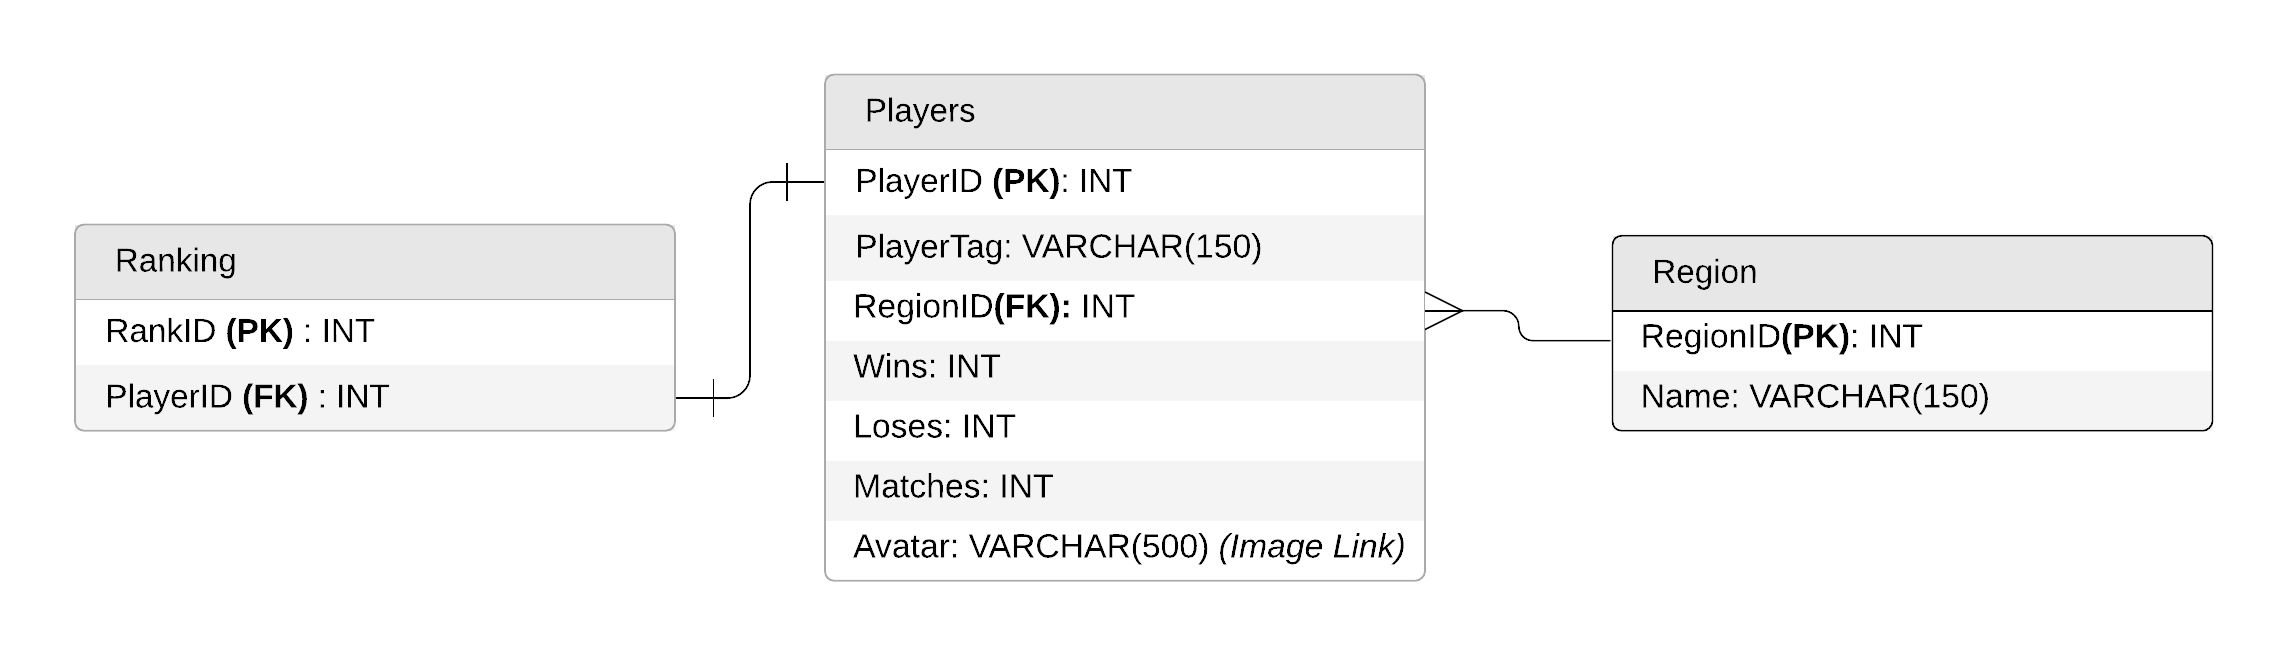 Ranking
RankID (PK) : INT
PlayerID (FK) : INT
Players
PlayerID (PK): INT
PlayerTag: VARCHAR(150)
RegionID(FK): INT
Wins: INT
Loses: INT
Matches: INT
Avatar: VARCHAR(500) (Image Link)
Region
RegionID(PK): INT
Name: VARCHAR(150)